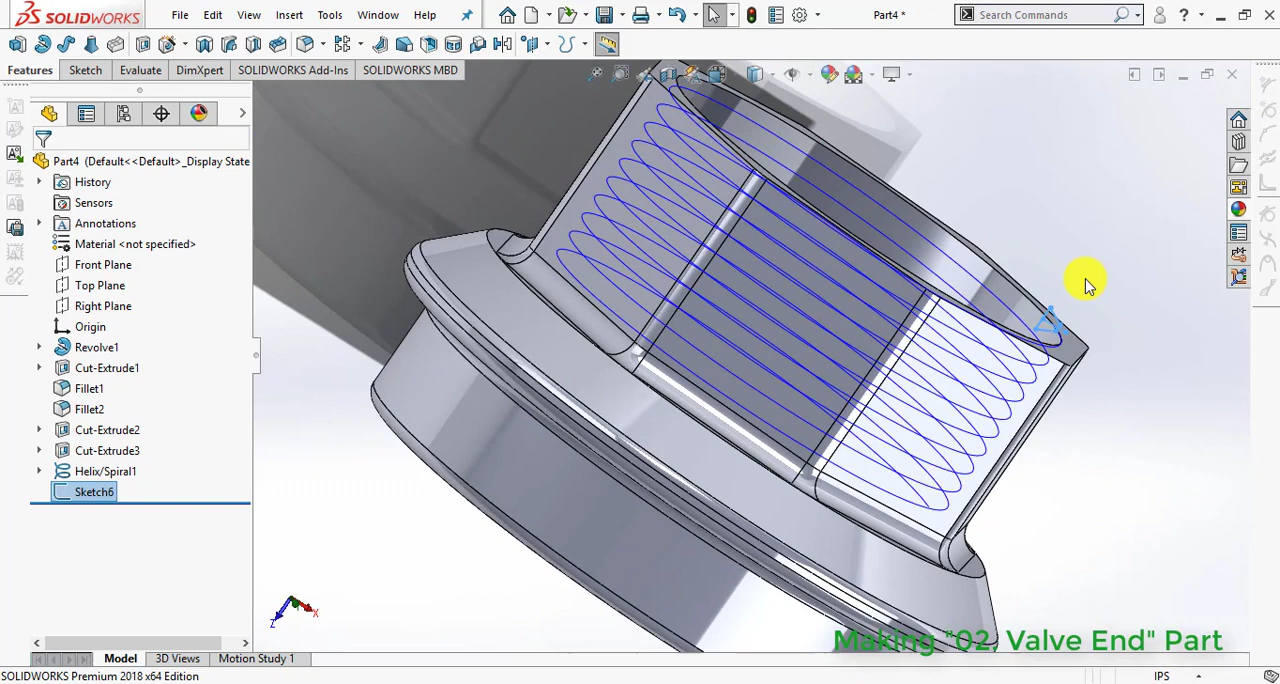 SOLIDWORKS
File
Edit
View
Insert
Tools
Window
Help
Part4 *
Search Commands
?
Features
Sketch
Evaluate
DimXpert
SOLIDWORKS Add-Ins
SOLIDWORKS MBD
Part4 (Default<<Default>_Display State
History
Sensors
Annotations
Material <not specified>
Front Plane
Top Plane
Right Plane
Origin
Revolve1
Cut-Extrude1
Fillet1
Fillet2
Cut-Extrude2
Cut-Extrude3
Helix/Spiral1
Sketch6
X
Z
Making "02, Valve End" Part
Model
3D Views
Motion Study 1
SOLIDWORKS Premium 2018 x64 Edition
IPS